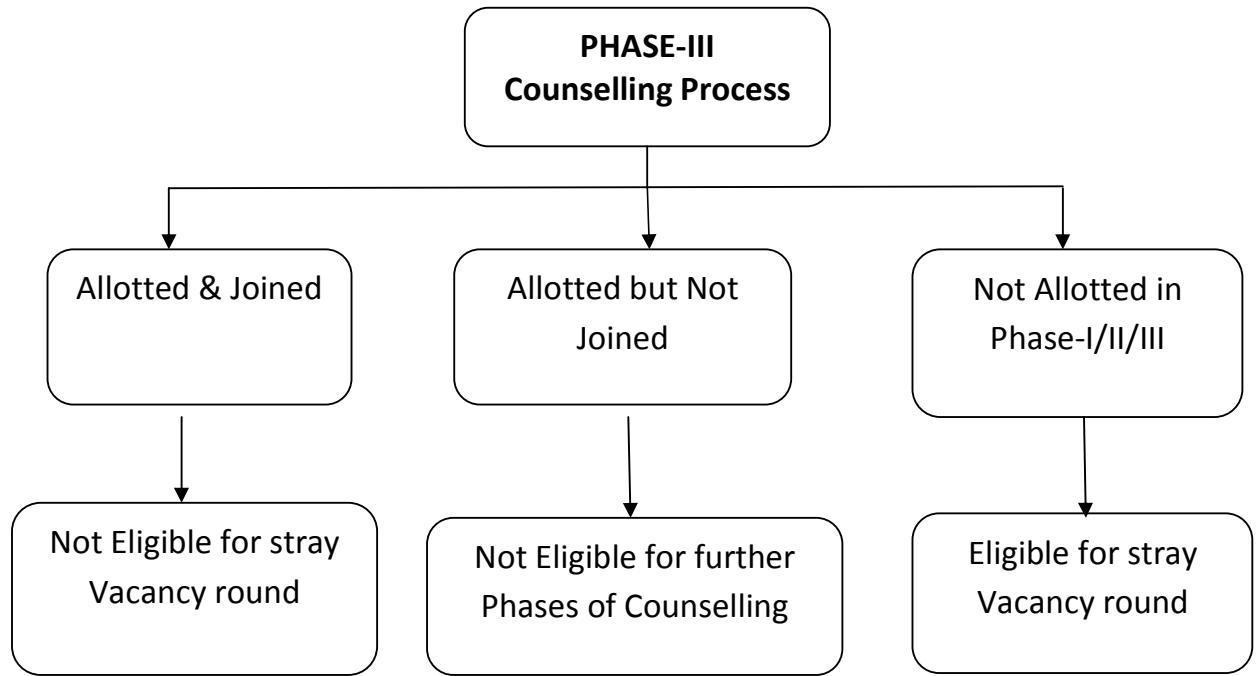 PHASE-III
Counselling Process
Allotted & Joined
Allotted but Not
Joined
Not Allotted in
Phase-I/II/III
Not Eligible for stray
Vacancy round
Not Eligible for further
Phases of Counselling
Eligible for stray
Vacancy round